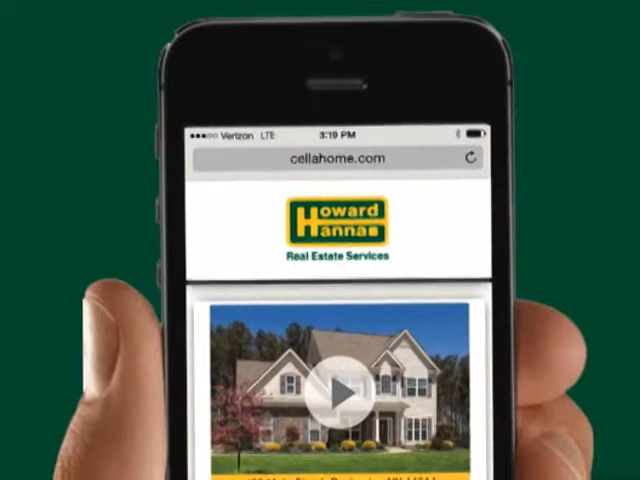 Verizon LTE 3:19 PM
cellahome.com
Howard
Hanna
Real Estate Services